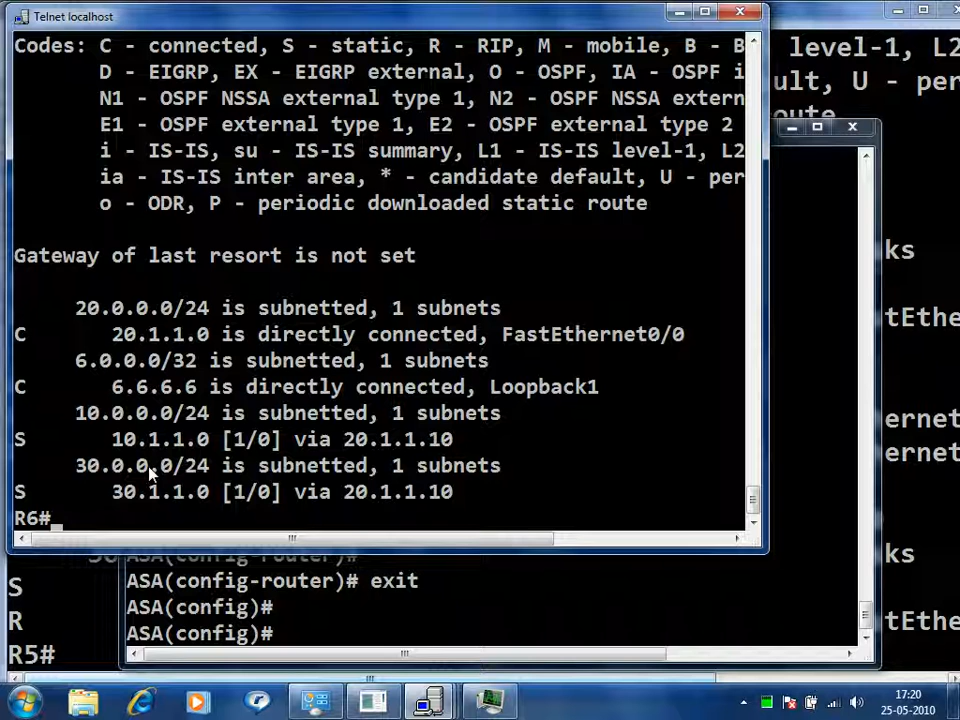 Telnet localhost
Codes: C - connected, S - static, R - RIP, M - mobile, B - B
D - EIGRP, EX - EIGRP external, O - OSPF, IA - OSPF i
N1 - OSPF NSSA external type 1, N2 - OSPF NSSA extern
E1 - OSPF external type 1, E2 - OSPF external type 2
i - IS-IS, su - IS-IS summary, L1 - IS-IS level-1, L2
ia - IS-IS inter area, * - candidate default, U - per
o - ODR, P - periodic downloaded static route
Gateway of last resort is not set
20.0.0.0/24 is subnetted, 1 subnets
C 20.1.1.0 is directly connected, FastEthernet0/0
6.0.0.0/32 is subnetted, 1 subnets
C 6.6.6.6 is directly connected, Loopback1
10.0.0.0/24 is subnetted, 1 subnets
S 10.1.1.0 [1/0] via 20.1.1.10
30.0.0.0/24 is subnetted, 1 subnets
S 30.1.1.0 [1/0] via 20.1.1.10
R6#
level-1, L2
ult, U - per
route
ks
tEthe
ernet
ernet
ks
tEthe
ASA(config-router)#
ASA(config-router)# exit
ASA(config)#
ASA(config)#
S
R
R5#
17:20
25-05-2010